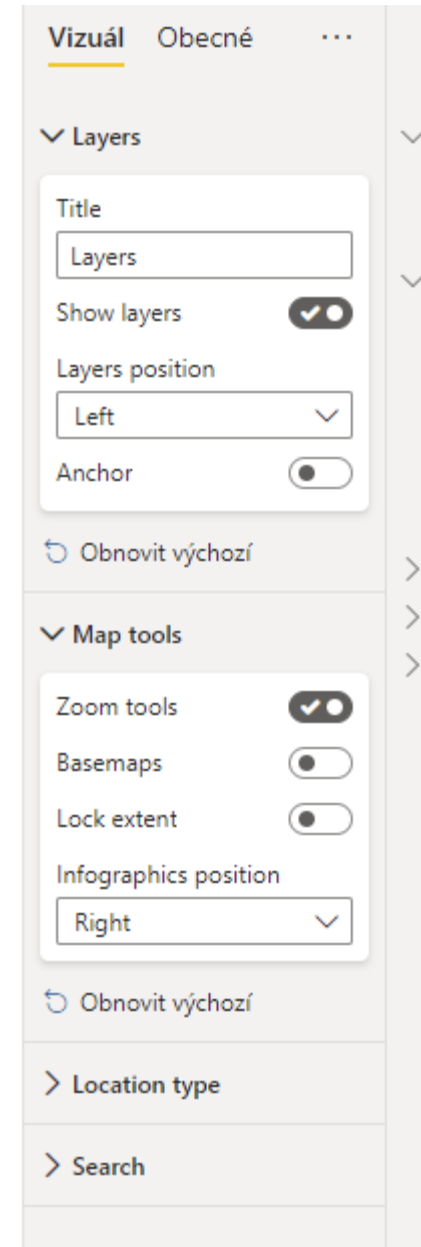 Vizuál Obecné ...
Layers
Title
Layers
Show layers
Layers position
Left
Anchor
Obnovit výchozí
Map tools
Zoom tools
Basemaps
Lock extent
Infographics position
Right
Obnovit výchozí
Location type
Search